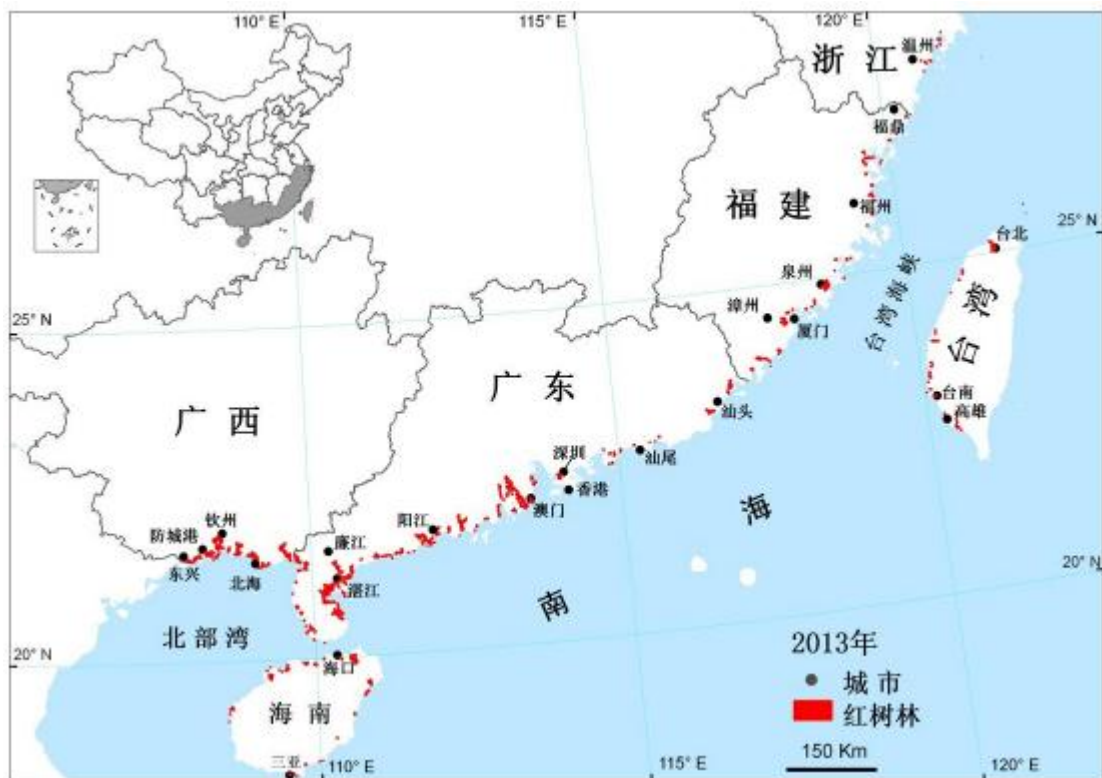 110° E
115° E
120° E
浙江
温州
福鼎
福建
福州
25° N
台北
泉州
台湾海峡
漳州
厦门
台湾
25° N
广东
台南
汕头
高雄
广西
深圳
汕尾
香港
澳门
海
钦州
阳江
防城港
廉江
东兴
北海
湛江
20° N
南
北部湾
2013年
20° N
海口
城市
海南
红树林
150 Km
三亚
110° E
115° E
120° E